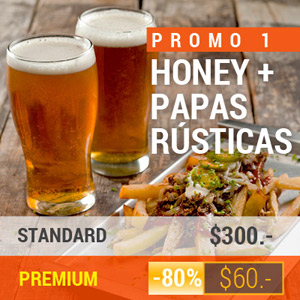 PROMO 1
HONEY +
PAPAS
RÚSTICAS
STANDARD $300.-
PREMIUM -80% $60.-